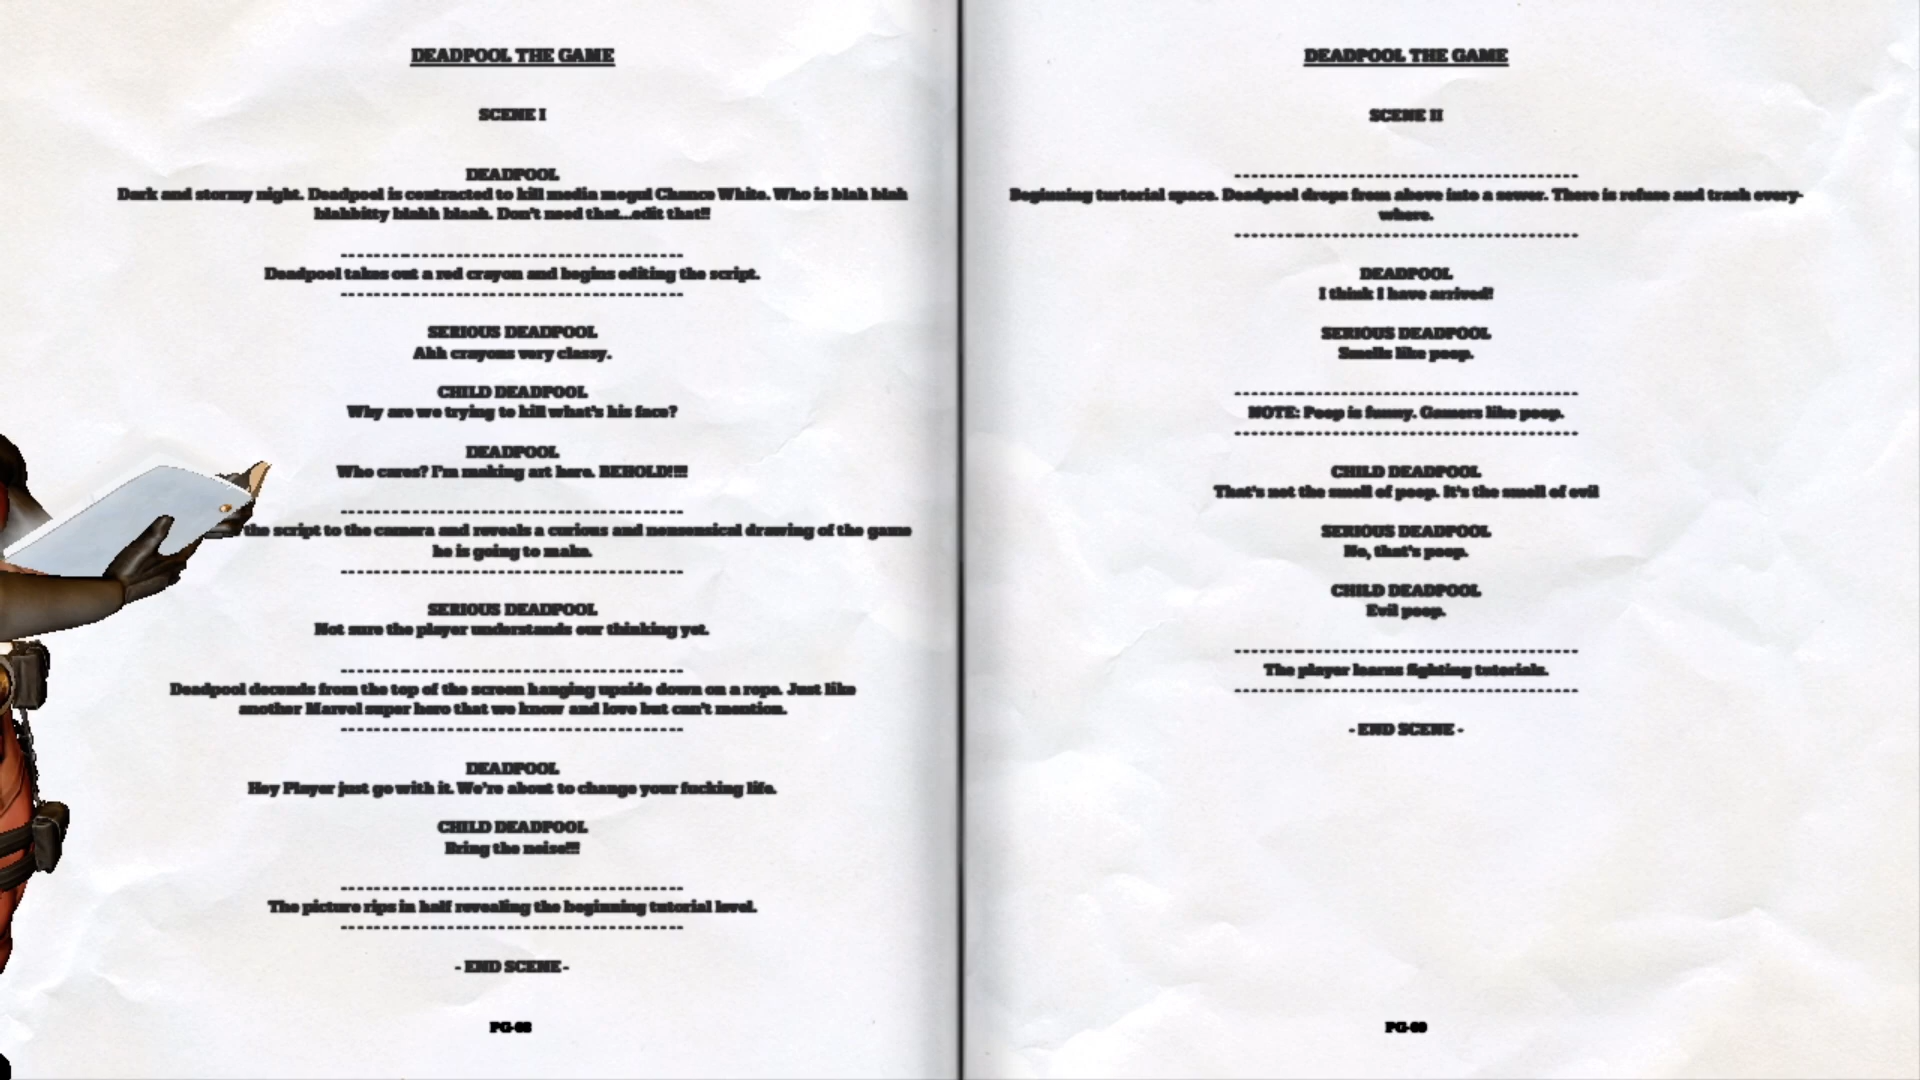 DEADPOOL THE GAME
SCENE I
DEADPOOL
Dark and stormy night. Deadpool is contracted to kill media mogul Chance White. Who is blah blah
blahbitty blahh blaah. Don't need that...edit that!!
------------------------------------------
Deadpool takes out a red crayon and begins editing the script.
------------------------------------------
SERIOUS DEADPOOL
Ahh crayons very classy.
CHILD DEADPOOL
Why are we trying to kill what's his face?
DEADPOOL
Who cares? I'm making art here. BEHOLD!!!!
------------------------------------------
the script to the camera and reveals a curious and nonsensical drawing of the game
he is going to make.
------------------------------------------
SERIOUS DEADPOOL
Not sure the player understands our thinking yet.
------------------------------------------
Deadpool decends from the top of the screen hanging upside down on a rope. Just like
another Marvel super hero that we know and love but can't mention.
------------------------------------------
DEADPOOL
Hey Player just go with it. We're about to change your fucking life.
CHILD DEADPOOL
Bring the noise!!!
------------------------------------------
The picture rips in half revealing the beginning tutorial level.
------------------------------------------
- END SCENE -
PG-08
DEADPOOL THE GAME
SCENE II
------------------------------------------
Beginning turtorial space. Deadpool drops from above into a sewer. There is refuse and trash every-
where.
------------------------------------------
DEADPOOL
I think I have arrived!
SERIOUS DEADPOOL
Smells like poop.
------------------------------------------
NOTE: Poop is funny. Gamers like poop.
------------------------------------------
CHILD DEADPOOL
That's not the smell of poop. It's the smell of evil
SERIOUS DEADPOOL
No, that's poop.
CHILD DEADPOOL
Evil poop.
------------------------------------------
The player learns fighting tutorials.
------------------------------------------
- END SCENE -
PG-09